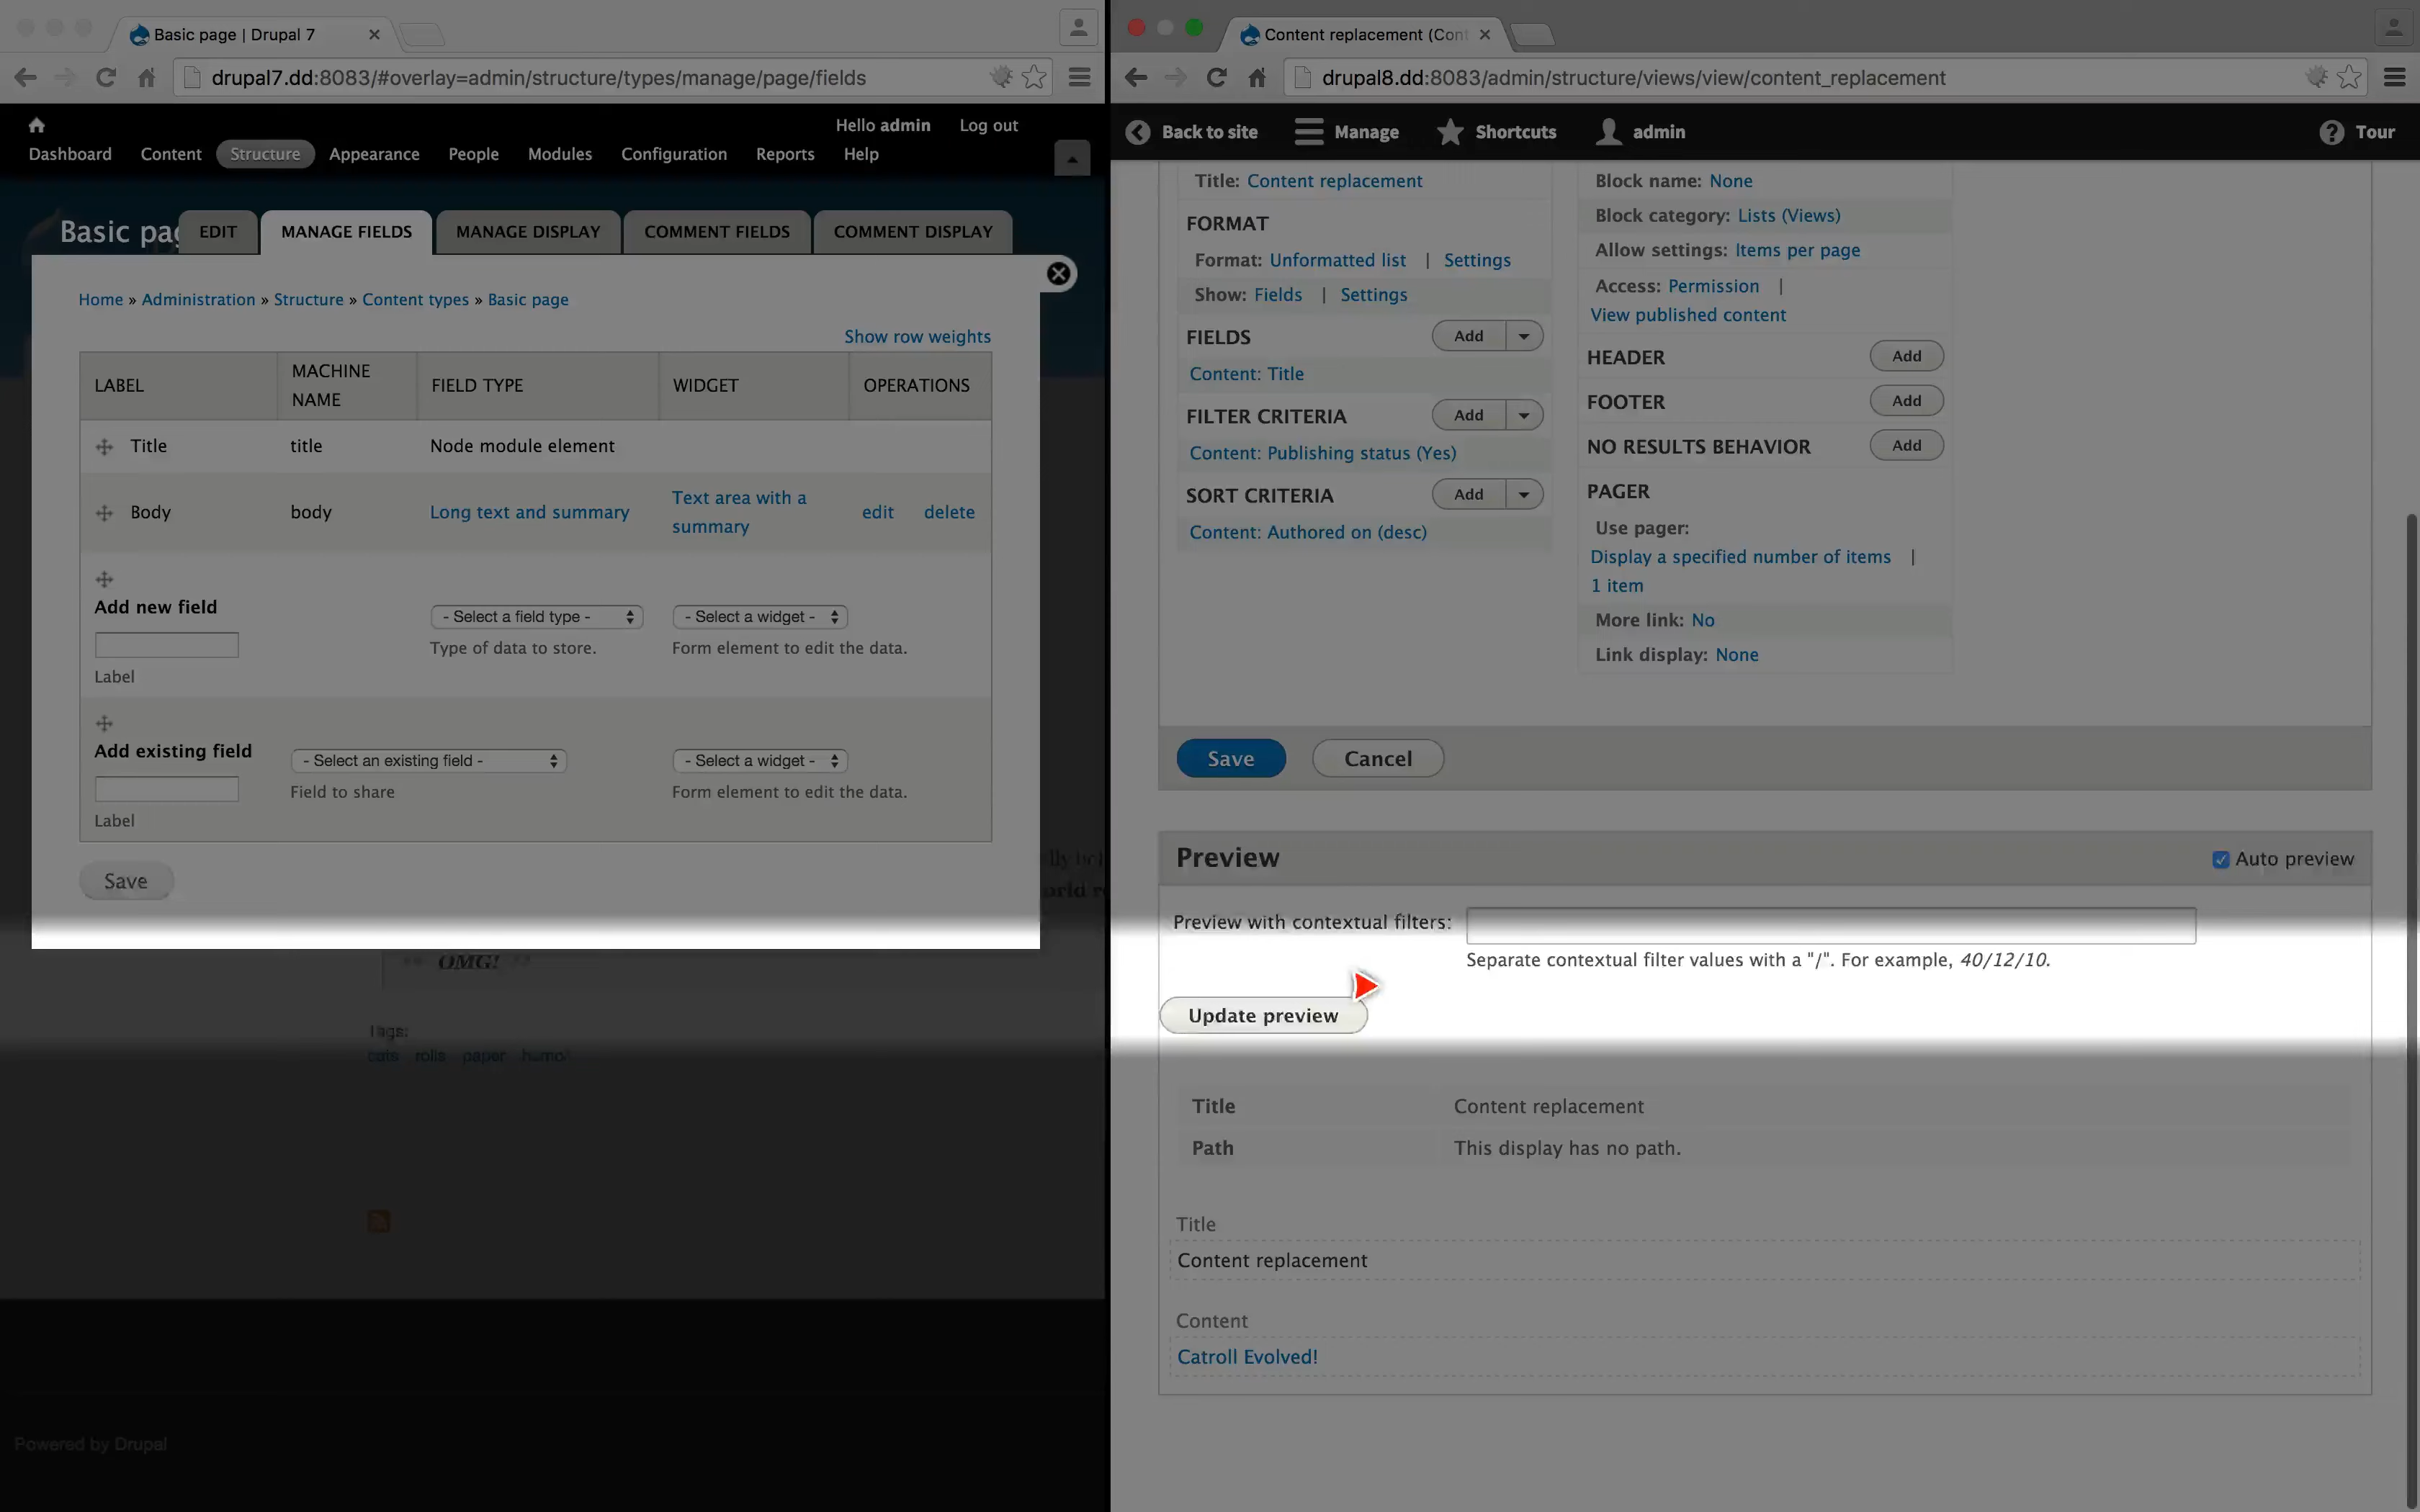 Basic page | Drupal 7
drupal7.dd:8083/#overlay=admin/structure/types/manage/page/fields
Hello admin Log out
Dashboard Content Structure Appearance People Modules Configuration Reports Help
Basic pag EDIT MANAGE FIELDS MANAGE DISPLAY COMMENT FIELDS COMMENT DISPLAY
Home » Administration » Structure » Content types » Basic page
Show row weights
LABEL MACHINE NAME FIELD TYPE WIDGET OPERATIONS
Title title Node module element
Body body Long text and summary Text area with a summary edit delete
Add new field
- Select a field type - - Select a widget -
Type of data to store. Form element to edit the data.
Label
Add existing field
- Select an existing field - - Select a widget -
Field to share Form element to edit the data.
Label
Save
OMG!
Tags:
cats rolls paper
Powered by Drupal
Content replacement (Con
drupal8.dd:8083/admin/structure/views/view/content_replacement
Back to site Manage Shortcuts admin Tour
Title: Content replacement
FORMAT
Format: Unformatted list | Settings
Show: Fields | Settings
FIELDS Add
Content: Title
FILTER CRITERIA Add
Content: Publishing status (Yes)
SORT CRITERIA Add
Content: Authored on (desc)
Block name: None
Block category: Lists (Views)
Allow settings: Items per page
Access: Permission |
View published content
HEADER Add
FOOTER Add
NO RESULTS BEHAVIOR Add
PAGER
Use pager:
Display a specified number of items |
1 item
More link: No
Link display: None
Save Cancel
Preview Auto preview
Preview with contextual filters:
Separate contextual filter values with a "/". For example, 40/12/10.
Update preview
Title Content replacement
Path This display has no path.
Title
Content replacement
Content
Catroll Evolved!